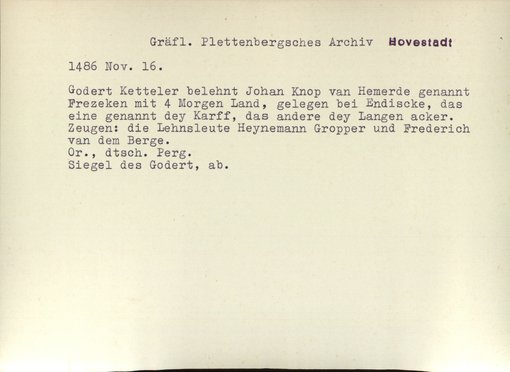 Gräfl. Plettenbergsches Archiv Hovestadt
1486 Nov. 16.
Godert Ketteler belehnt Johan Knop van Hemerde genannt
Frezeken mit 4 Morgen Land, gelegen bei Endiscke, das
eine genannt dey Karff, das andere dey Langen acker.
Zeugen: die Lehnsleute Heynemann Gropper und Frederich
van dem Berge.
Or., dtsch. Perg.
Siegel des Godert, ab.